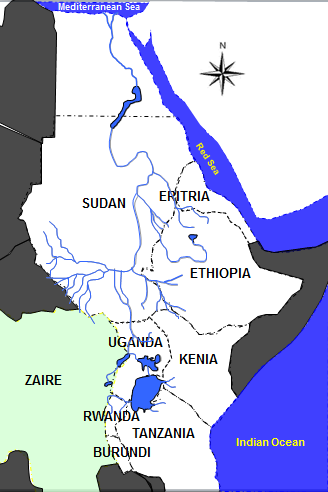 Mediterranean Sea
N
Red Sea
SUDAN
ERITRIA
ETHIOPIA
UGANDA
KENIA
ZAIRE
RWANDA
TANZANIA
BURUNDI
Indian Ocean